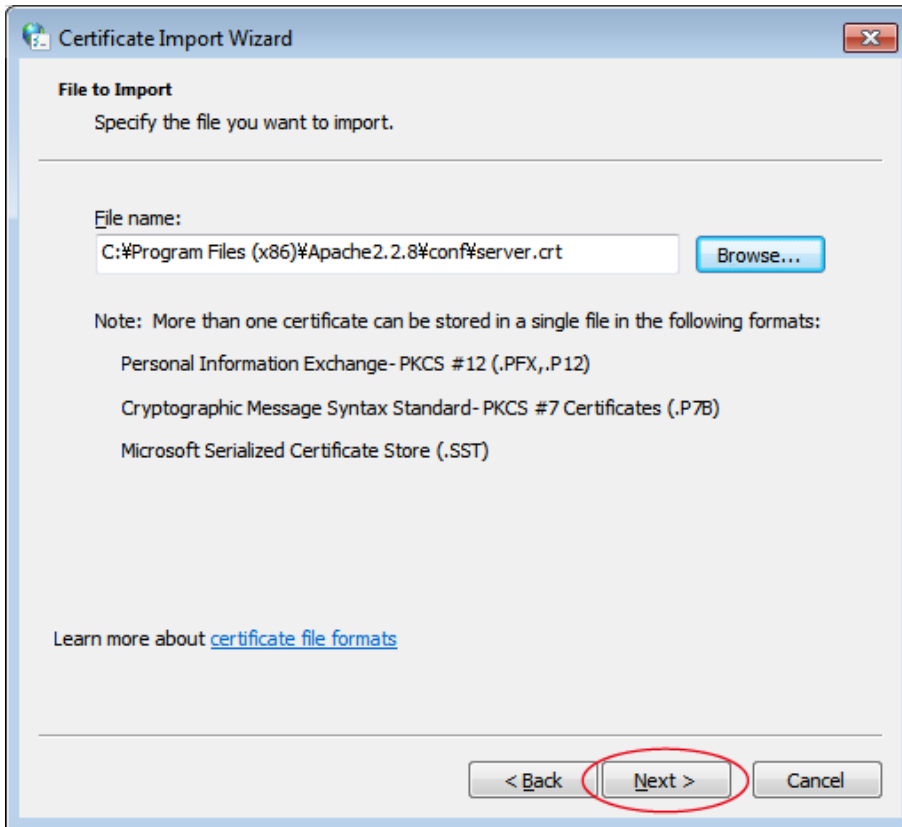 Certificate Import Wizard
File to Import
Specify the file you want to import.
File name:
C:¥Program Files (x86)¥Apache2.2.8¥conf¥server.crt
Browse...
Note: More than one certificate can be stored in a single file in the following formats:
Personal Information Exchange- PKCS #12 (.PFX,.P12)
Cryptographic Message Syntax Standard- PKCS #7 Certificates (.P7B)
Microsoft Serialized Certificate Store (.SST)
Learn more about certificate file formats
< Back Next > Cancel